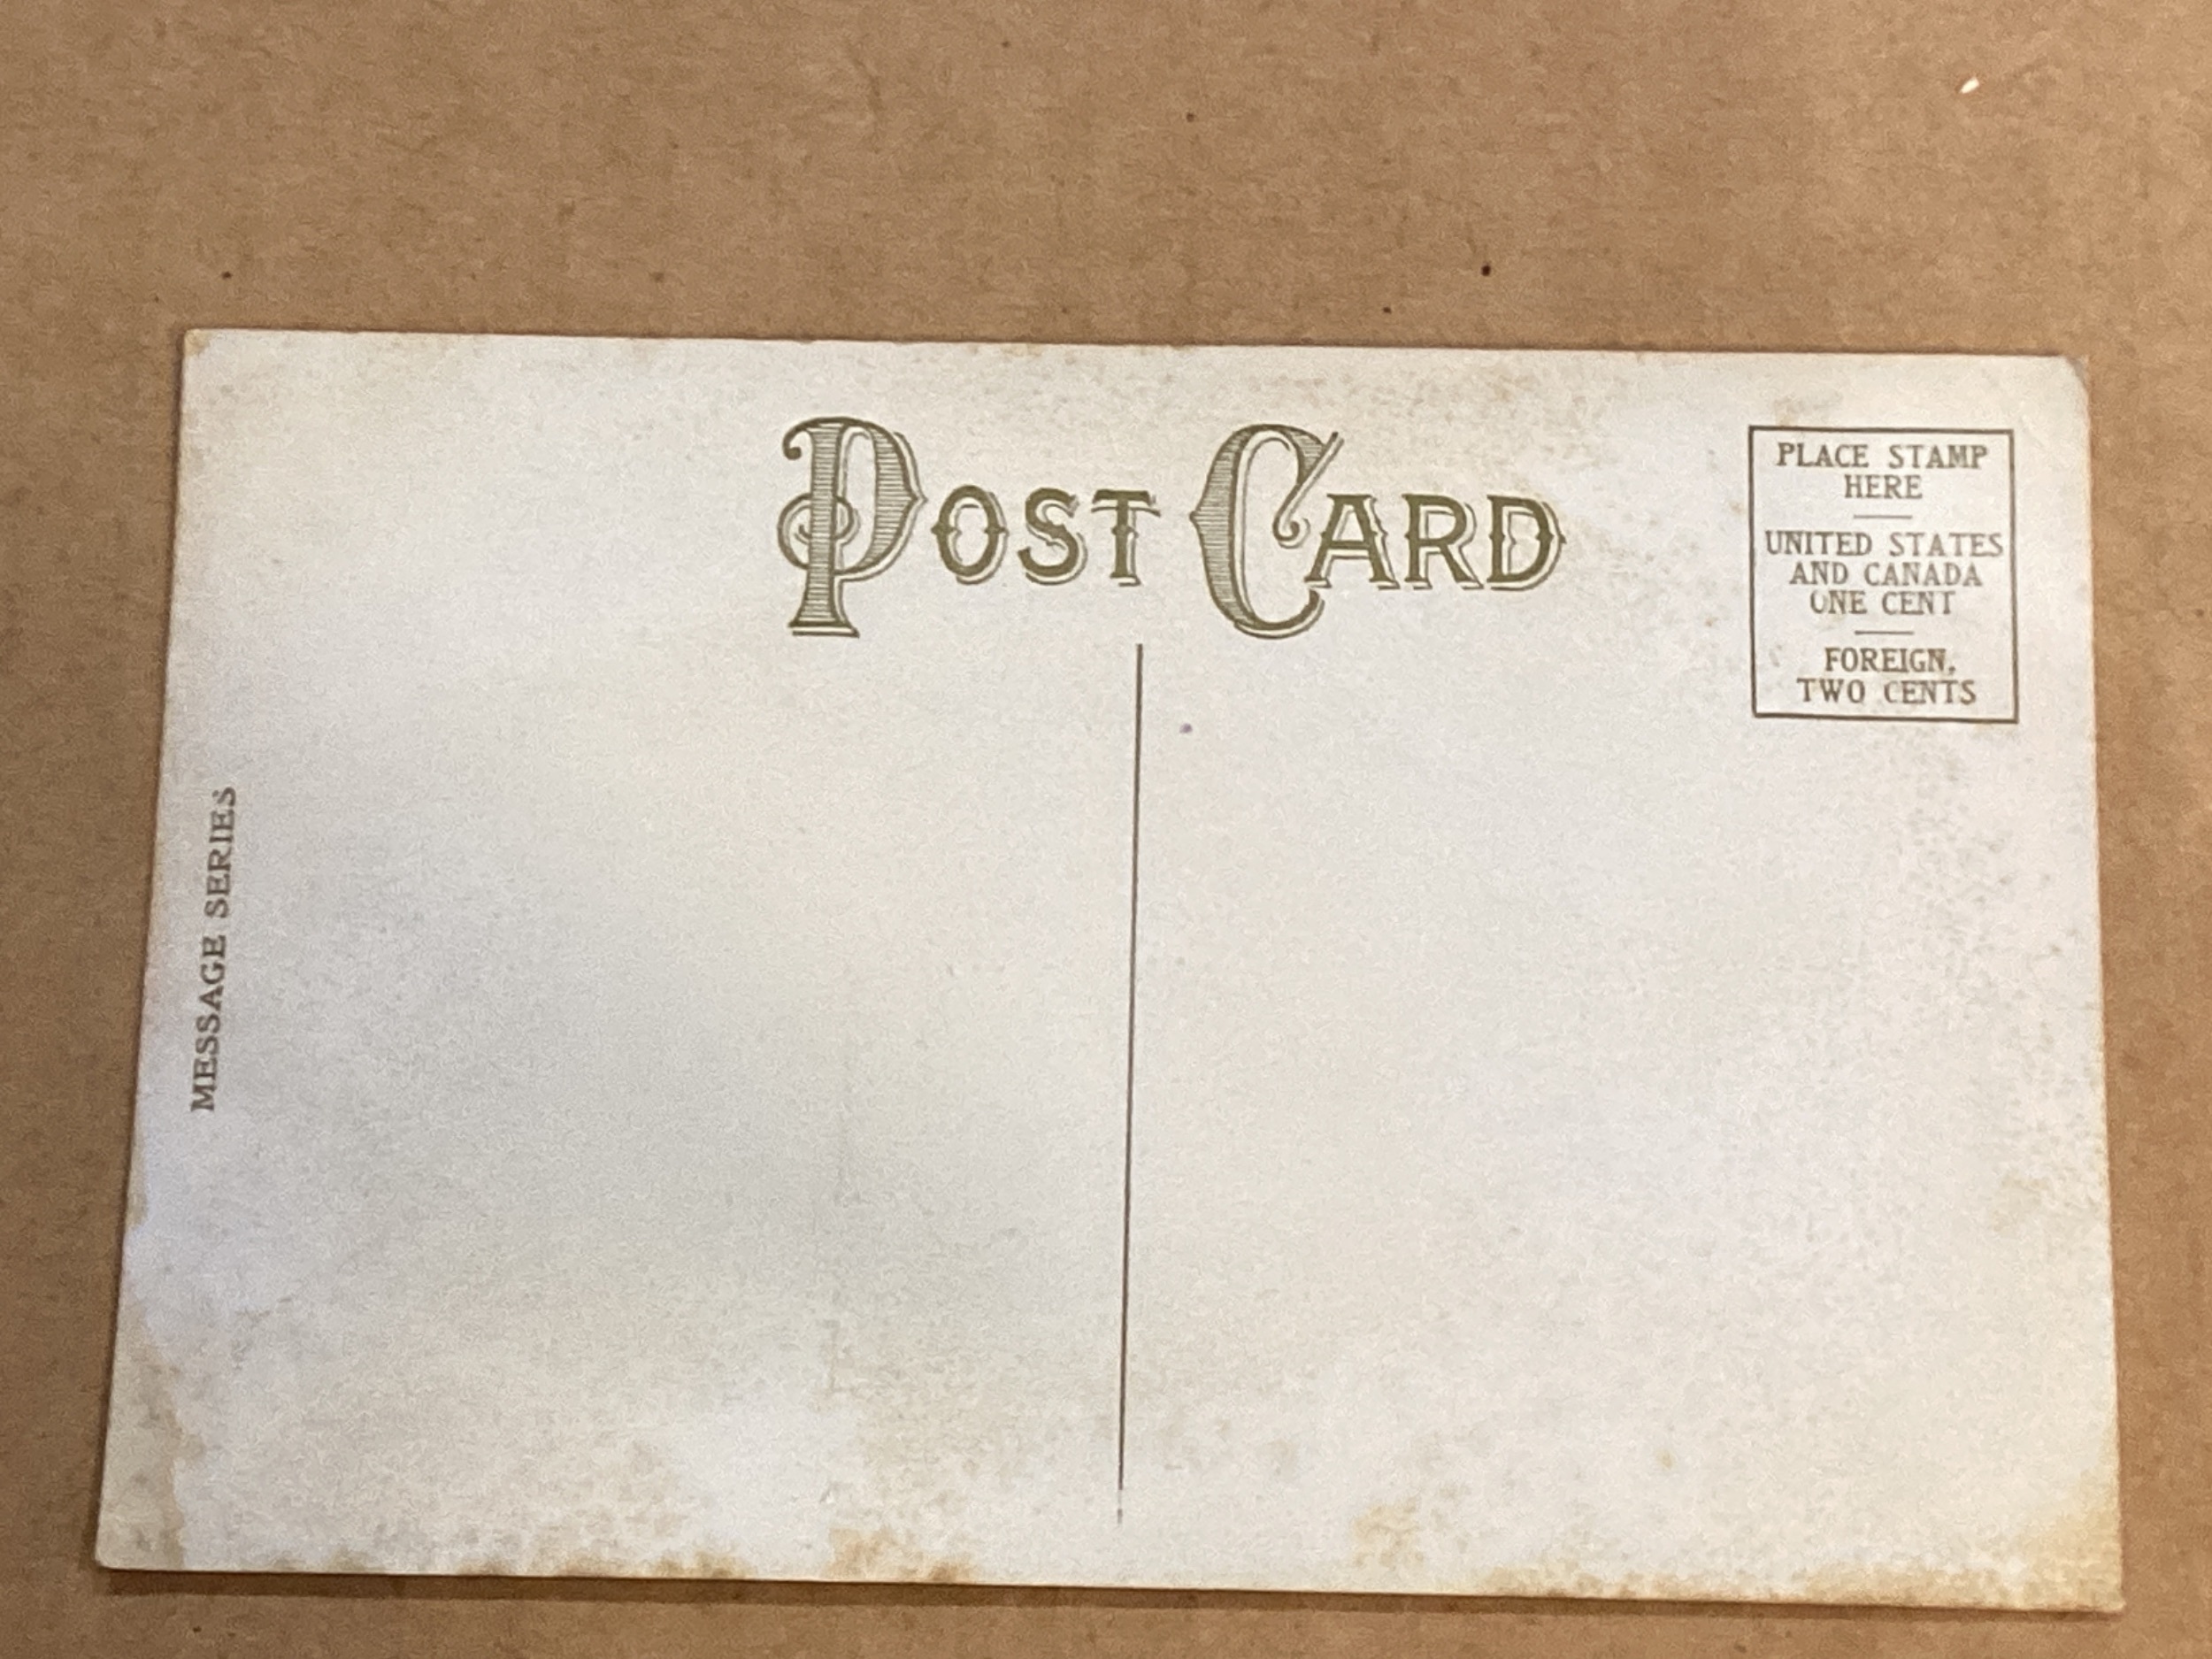 POST CARD
PLACE STAMP
HERE
UNITED STATES
AND CANADA
ONE CENT
FOREIGN,
TWO CENTS
MESSAGE SERIES